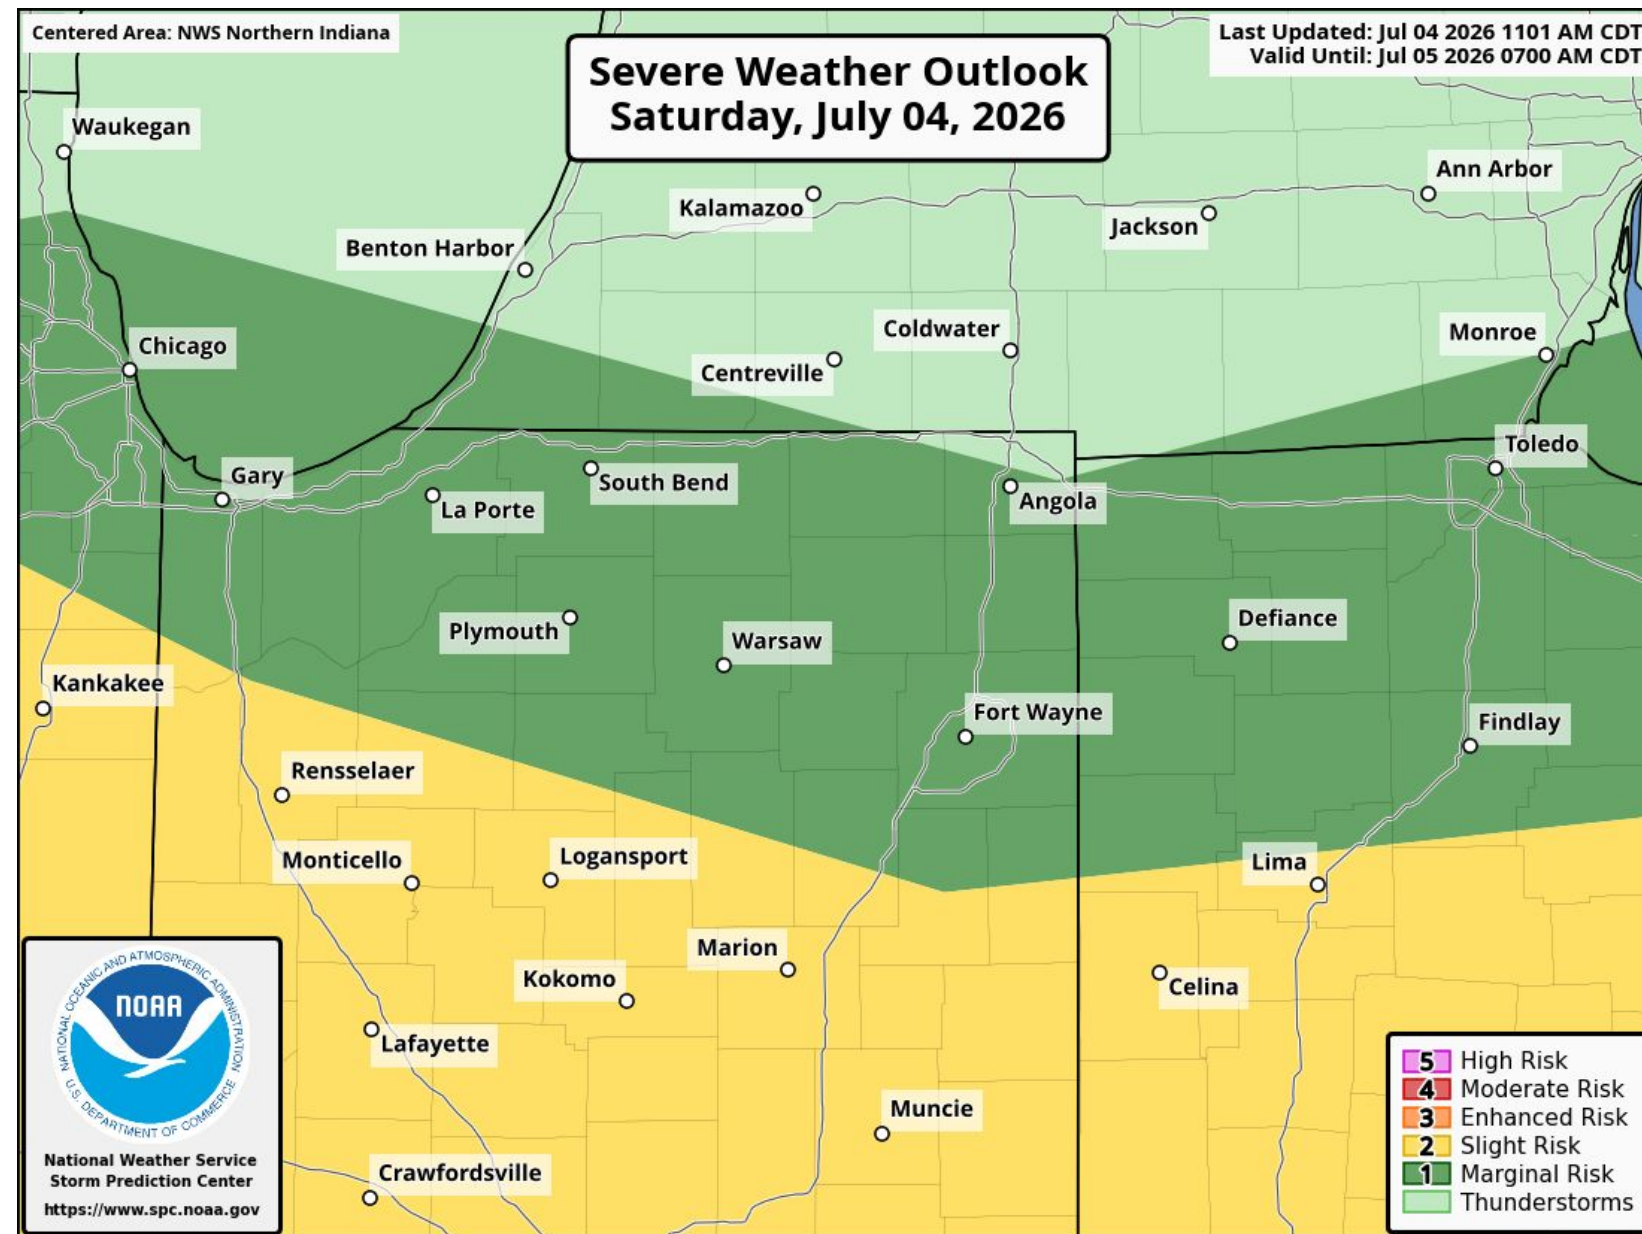 Centered Area: NWS Northern Indiana
Severe Weather Outlook
Saturday, July 04, 2026
Last Updated: Jul 04 2026 1101 AM CDT
Valid Until: Jul 05 2026 0700 AM CDT
Waukegan
Ann Arbor
Kalamazoo
Jackson
Benton Harbor
Coldwater
Monroe
Chicago
Centreville
Toledo
Gary
South Bend
Angola
La Porte
Defiance
Plymouth
Warsaw
Kankakee
Fort Wayne
Findlay
Rensselaer
Monticello
Logansport
Lima
Marion
Kokomo
Celina
Lafayette
Muncie
Crawfordsville
NATIONAL OCEANIC AND ATMOSPHERIC ADMINISTRATION
NOAA
U.S. DEPARTMENT OF COMMERCE
National Weather Service
Storm Prediction Center
https://www.spc.noaa.gov
5 High Risk
4 Moderate Risk
3 Enhanced Risk
2 Slight Risk
1 Marginal Risk
Thunderstorms